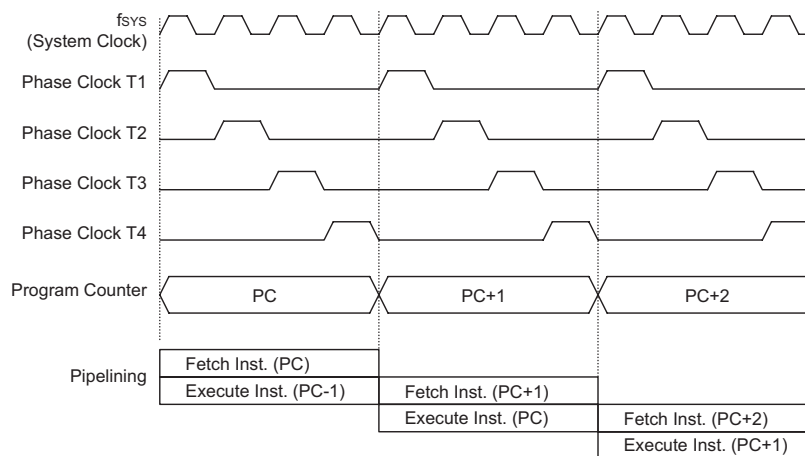 fSYS
(System Clock)
Phase Clock T1
Phase Clock T2
Phase Clock T3
Phase Clock T4
Program Counter
PC
PC+1
PC+2
Pipelining
Fetch Inst. (PC)
Execute Inst. (PC-1)
Fetch Inst. (PC+1)
Execute Inst. (PC)
Fetch Inst. (PC+2)
Execute Inst. (PC+1)